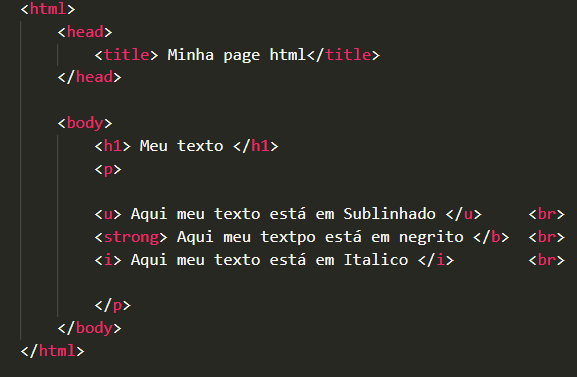 <html>
<head>
<title> Minha page html</title>
</head>
<body>
<h1> Meu texto </h1>
<p>
<u> Aqui meu texto está em Sublinhado </u> <br>
<strong> Aqui meu textpo está em negrito </b> <br>
<i> Aqui meu texto está em Italico </i> <br>
</p>
</body>
</html>